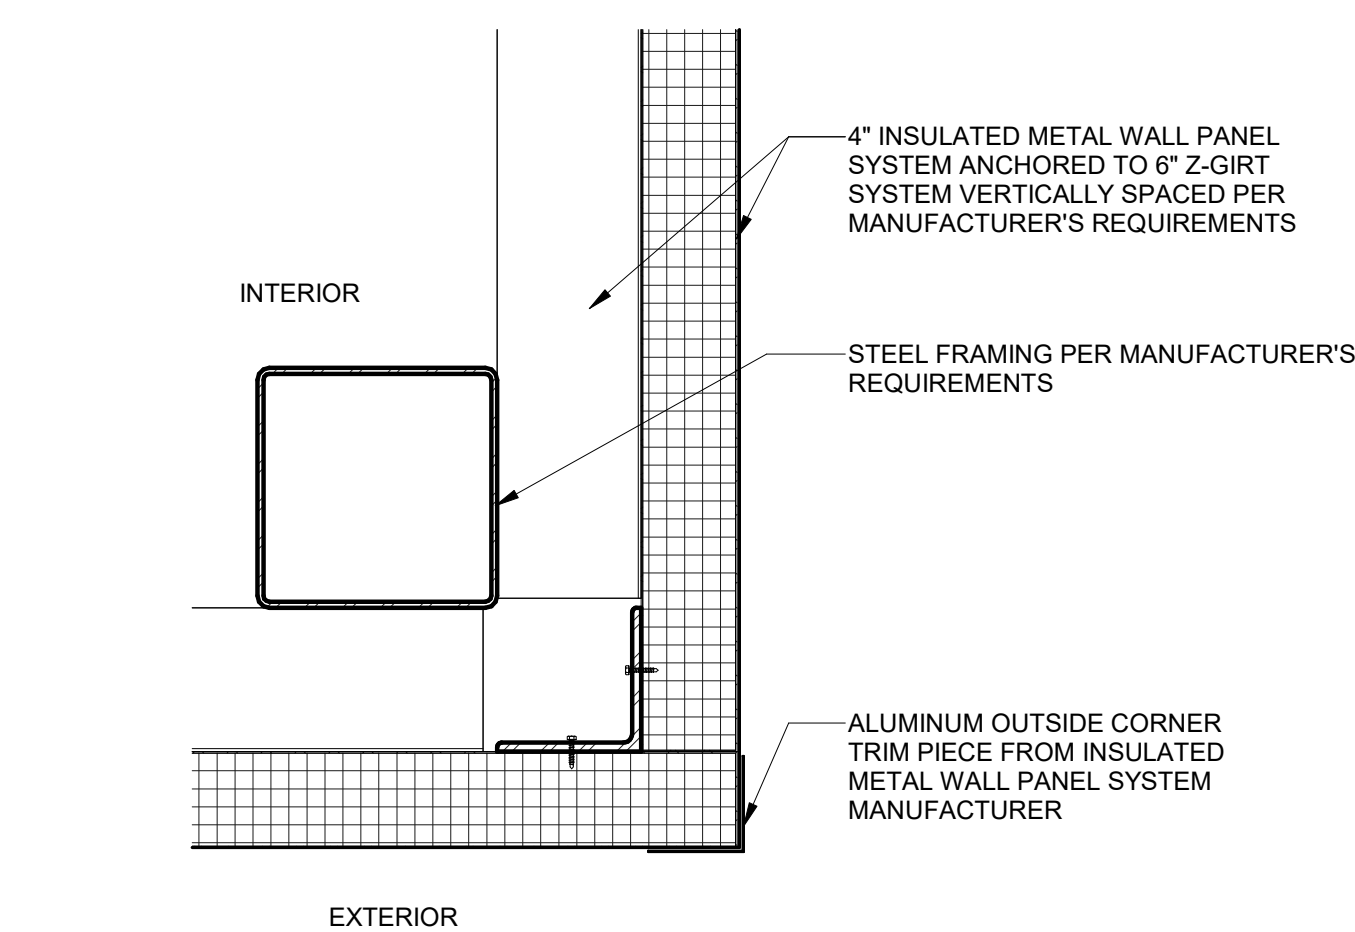 4" INSULATED METAL WALL PANEL
SYSTEM ANCHORED TO 6" Z-GIRT
SYSTEM VERTICALLY SPACED PER
MANUFACTURER'S REQUIREMENTS
INTERIOR
STEEL FRAMING PER MANUFACTURER'S
REQUIREMENTS
ALUMINUM OUTSIDE CORNER
TRIM PIECE FROM INSULATED
METAL WALL PANEL SYSTEM
MANUFACTURER
EXTERIOR